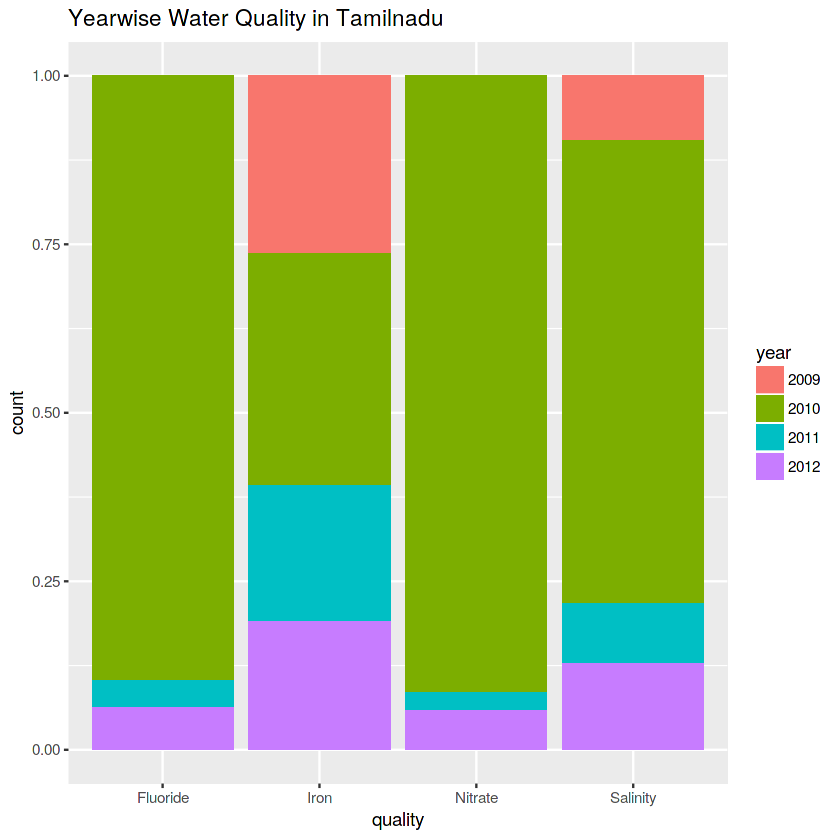 Yearwise Water Quality in Tamilnadu
1.00
0.75
0.50
0.25
0.00
count
Fluoride Iron Nitrate Salinity
quality
year
2009
2010
2011
2012